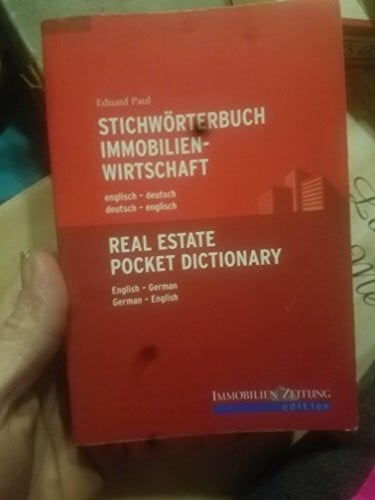 Eduard Paul
STICHWÖRTERBUCH
IMMOBILIEN-
WIRTSCHAFT
englisch – deutsch
deutsch – englisch
REAL ESTATE
POCKET DICTIONARY
English – German
German – English
IMMOBILIEN ZEITUNG
edition
Me